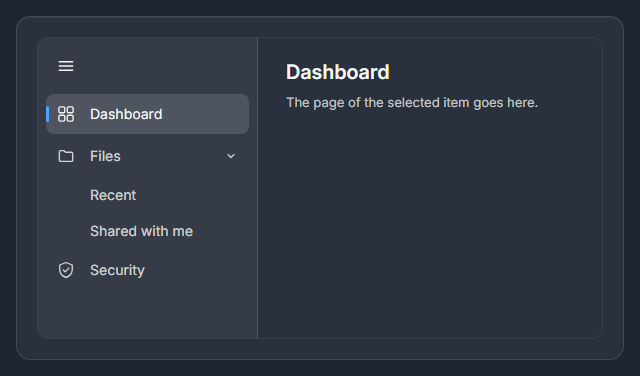 Dashboard
Files
Recent
Shared with me
Security
Dashboard
The page of the selected item goes here.